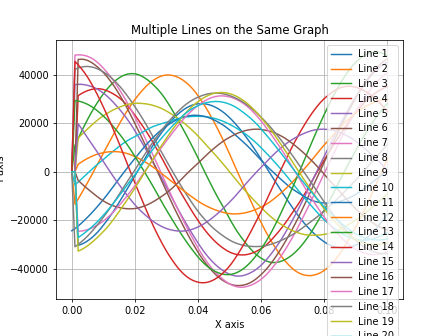 Multiple Lines on the Same Graph
40000
20000
0
−20000
−40000
0.00
0.02
0.04
0.06
0.08
X axis
axis
Line 1
Line 2
Line 3
Line 4
Line 5
Line 6
Line 7
Line 8
Line 9
Line 10
Line 11
Line 12
Line 13
Line 14
Line 15
Line 16
Line 17
Line 18
Line 19
Line 20